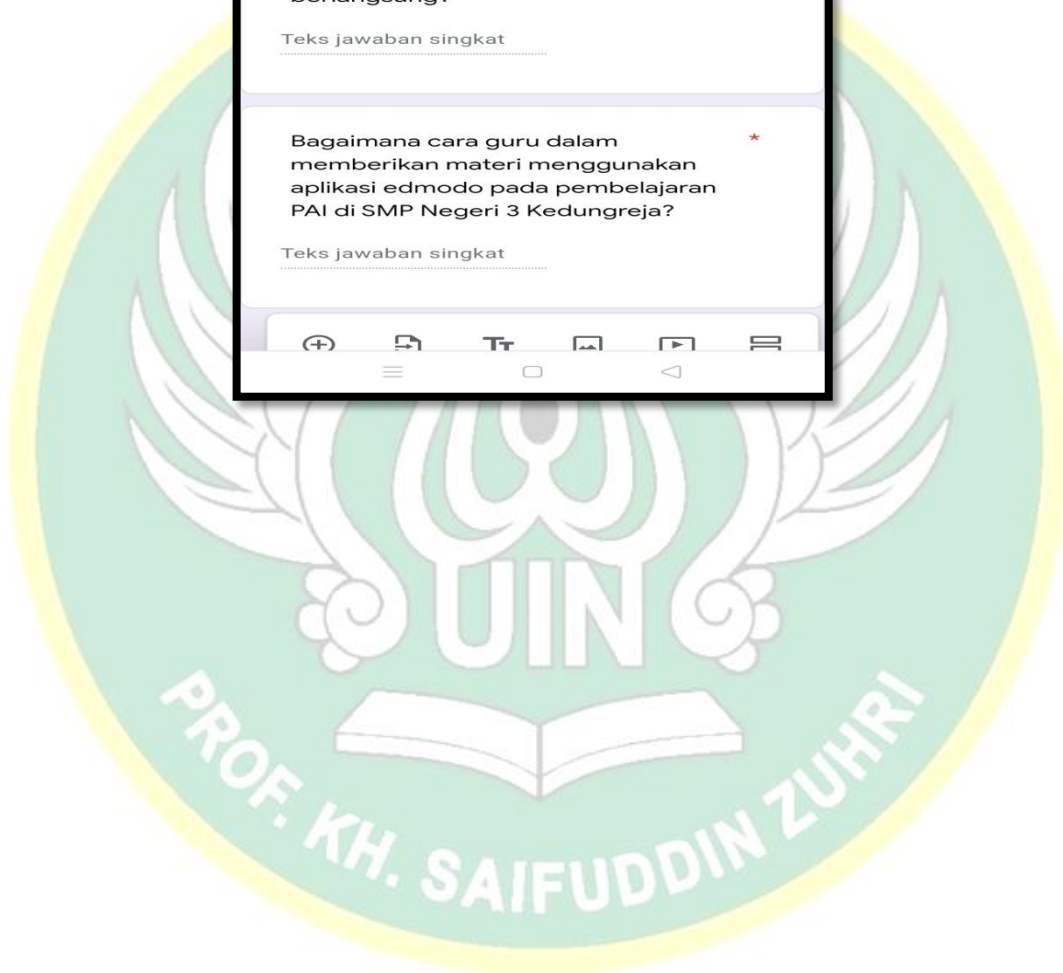 Teks jawaban singkat
Bagaimana cara guru dalam *
memberikan materi menggunakan
aplikasi edmodo pada pembelajaran
PAI di SMP Negeri 3 Kedungreja?
Teks jawaban singkat
Tт
UIN
PROF. KH. SAIFUDDIN ZUHRI